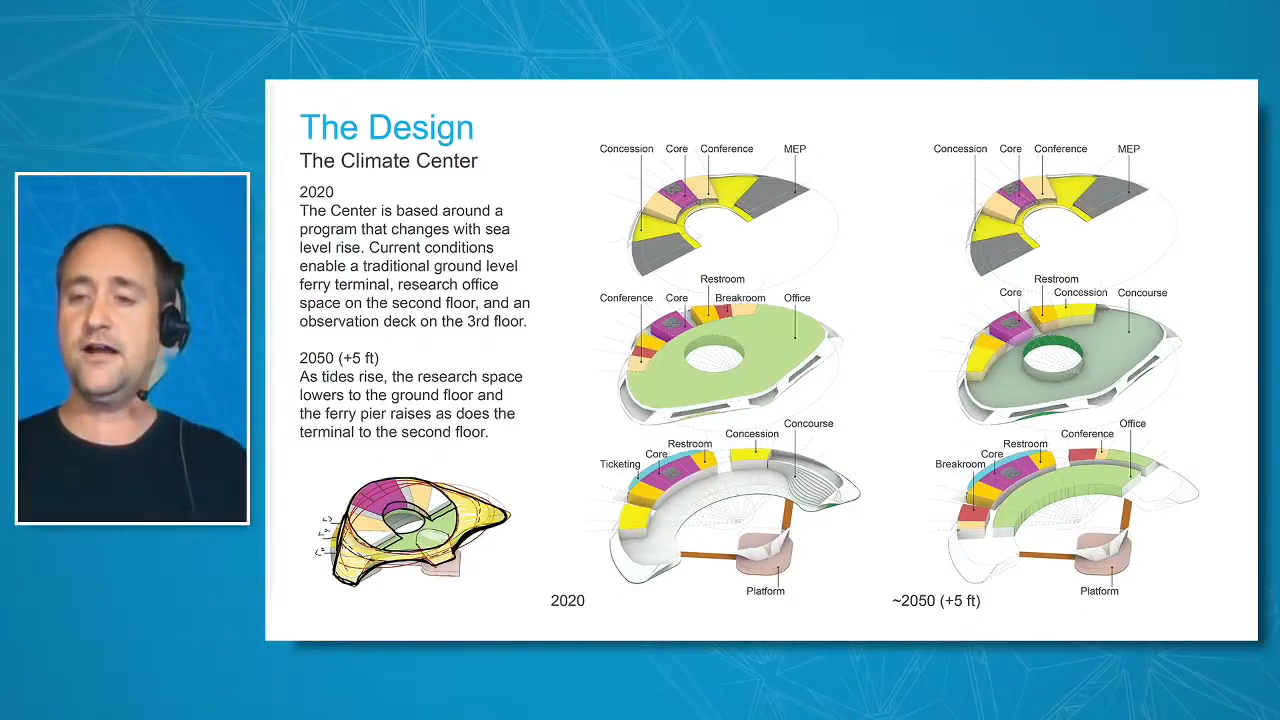 The Design
The Climate Center
2020
The Center is based around a
program that changes with sea
level rise. Current conditions
enable a traditional ground level
ferry terminal, research office
space on the second floor, and an
observation deck on the 3rd floor.
2050 (+5 ft)
As tides rise, the research space
lowers to the ground floor and
the ferry pier raises as does the
terminal to the second floor.
Concession Core Conference MEP
Restroom
Conference Core Breakroom Office
Concourse
Concession
Restroom
Core
Ticketing
Platform
2020
Concession Core Conference MEP
Restroom
Core Concession Concourse
Office
Conference
Restroom
Core
Breakroom
Platform
~2050 (+5 ft)